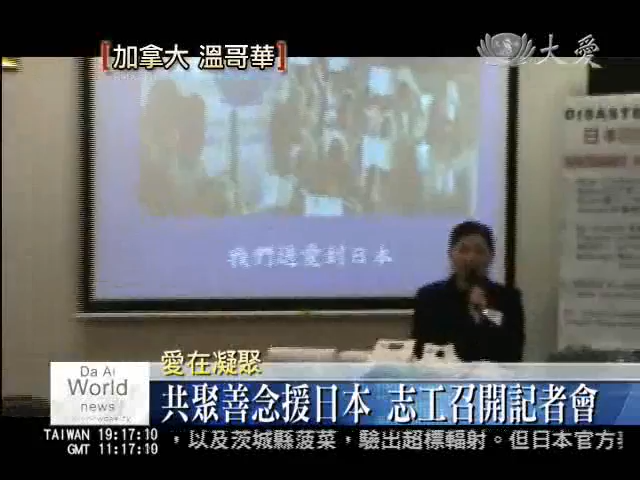 [加拿大 溫哥華]
大愛
DISAST
日本
我們送愛到日本
愛在凝聚
Da Ai
World
news
共聚善念援日本 志工召開記者會
TAIWAN 19:17:10
GMT 11:17:10
，以及茨城縣菠菜，驗出超標輻射。但日本官方